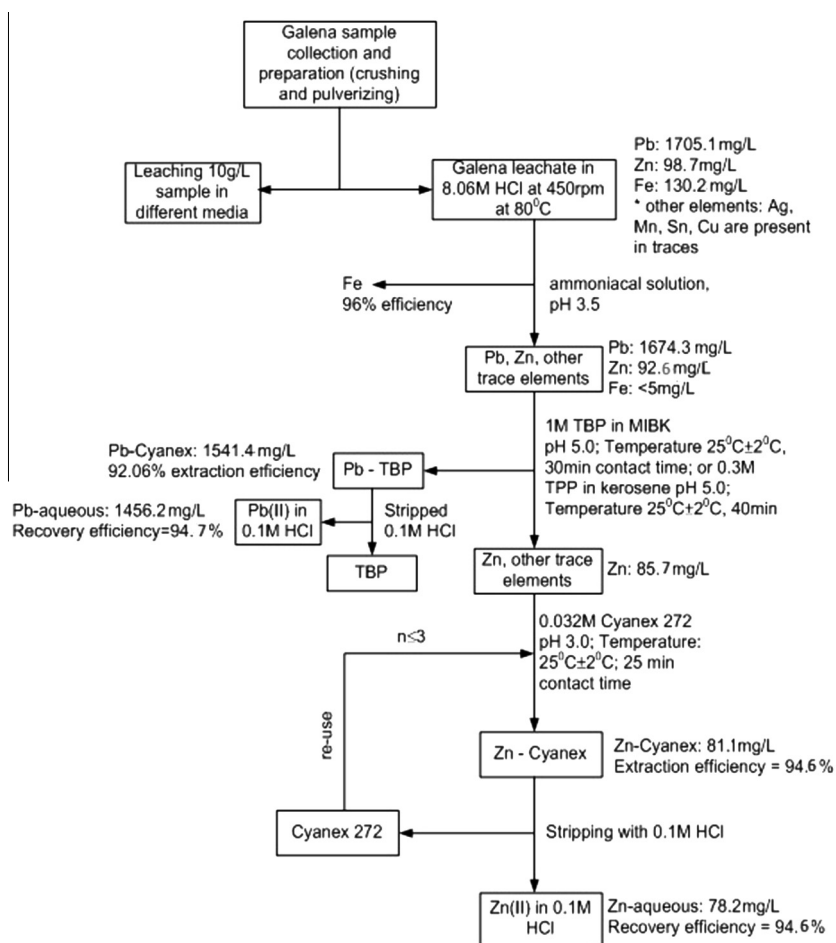 Galena sample
collection and
preparation (crushing
and pulverizing)
Leaching 10g/L
sample in
different media
Galena leachate in
8.06M HCl at 450rpm
at 80⁰C
Pb: 1705.1mg/L
Zn: 98.7mg/L
Fe: 130.2 mg/L
* other elements: Ag,
Mn, Sn, Cu are present
in traces
Fe
96% efficiency
ammoniacal solution,
pH 3.5
Pb, Zn, other
trace elements
Pb: 1674.3 mg/L
Zn: 92.6 mg/L
Fe: <5mg/L
1M TBP in MIBK
pH 5.0; Temperature 25⁰C±2⁰C,
30min contact time; or 0.3M
TPP in kerosene pH 5.0;
Temperature 25⁰C±2⁰C, 40min
Pb-Cyanex: 1541.4 mg/L
92.06% extraction efficiency
Pb - TBP
Pb-aqueous: 1456.2mg/L
Recovery efficiency=94.7%
Pb(II) in
0.1M HCl
Stripped
0.1M HCl
TBP
Zn, other trace
elements
Zn: 85.7mg/L
0.032M Cyanex 272
pH 3.0; Temperature:
25⁰C±2⁰C; 25 min
contact time
n≤3
re-use
Zn - Cyanex
Zn-Cyanex: 81.1mg/L
Extraction efficiency = 94.6%
Cyanex 272
Stripping with 0.1M HCl
Zn(II) in 0.1M
HCl
Zn-aqueous: 78.2mg/L
Recovery efficiency = 94.6%